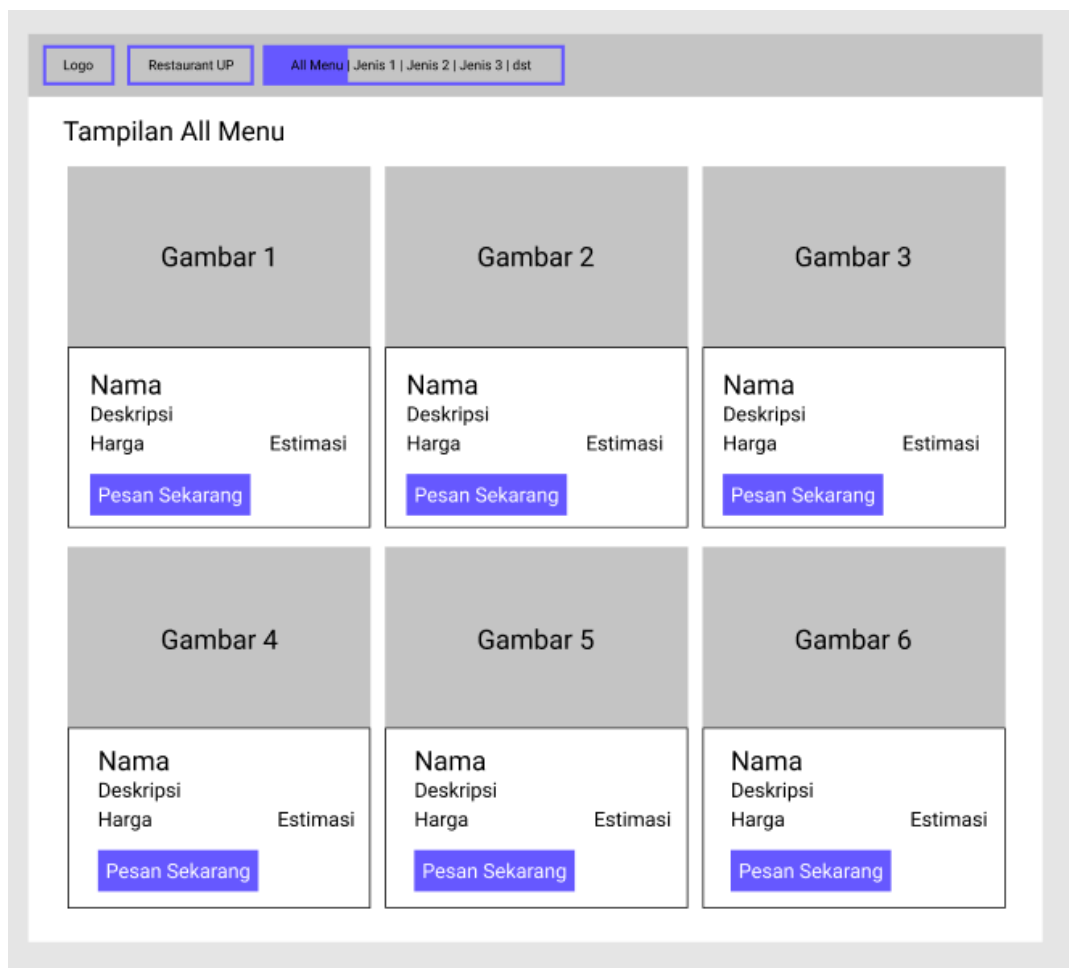 Logo
Restaurant UP
All Menu | Jenis 1 | Jenis 2 | Jenis 3 | dst
Tampilan All Menu
Gambar 1
Nama
Deskripsi
Harga Estimasi
Pesan Sekarang
Gambar 2
Nama
Deskripsi
Harga Estimasi
Pesan Sekarang
Gambar 3
Nama
Deskripsi
Harga Estimasi
Pesan Sekarang
Gambar 4
Nama
Deskripsi
Harga Estimasi
Pesan Sekarang
Gambar 5
Nama
Deskripsi
Harga Estimasi
Pesan Sekarang
Gambar 6
Nama
Deskripsi
Harga Estimasi
Pesan Sekarang